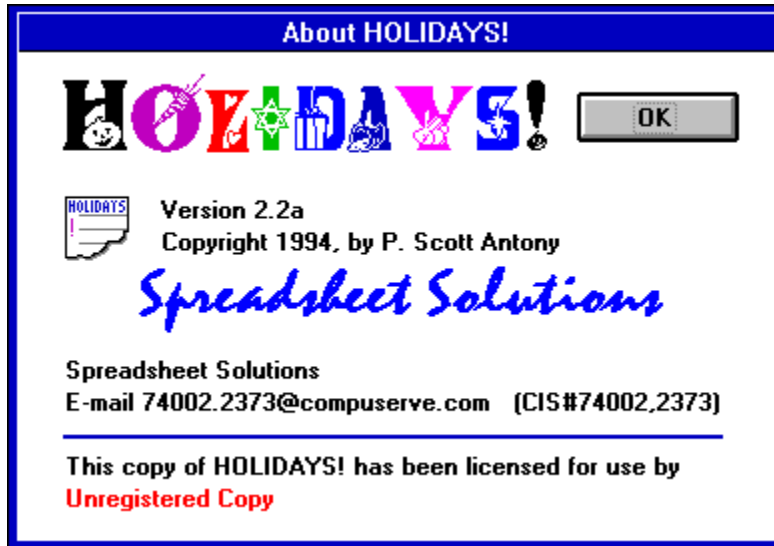 About HOLIDAYS!
HOLIDAYS!
OK
HOLIDAYS
!
Version 2.2a
Copyright 1994, by P. Scott Antony
Spreadsheet Solutions
Spreadsheet Solutions
E-mail 74002.2373@compuserve.com (CIS#74002,2373)
This copy of HOLIDAYS! has been licensed for use by
Unregistered Copy